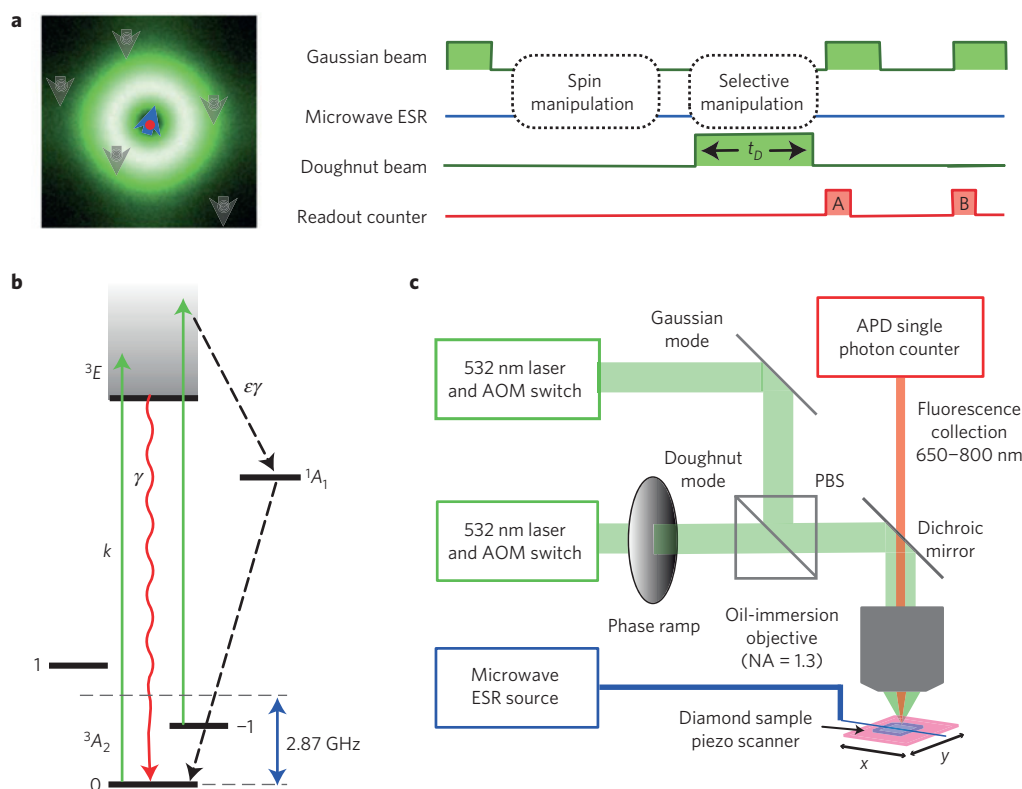 a
Gaussian beam
Spin
manipulation
Selective
manipulation
Microwave ESR
Doughnut beam
t_D
Readout counter
A
B
b
³E
εγ
γ
¹A₁
k
1
³A₂
−1
2.87 GHz
0
c
Gaussian
mode
APD single
photon counter
532 nm laser
and AOM switch
Fluorescence
collection
650–800 nm
Doughnut
mode
PBS
532 nm laser
and AOM switch
Dichroic
mirror
Phase ramp
Oil-immersion
objective
(NA = 1.3)
Microwave
ESR source
Diamond sample
piezo scanner
x
y